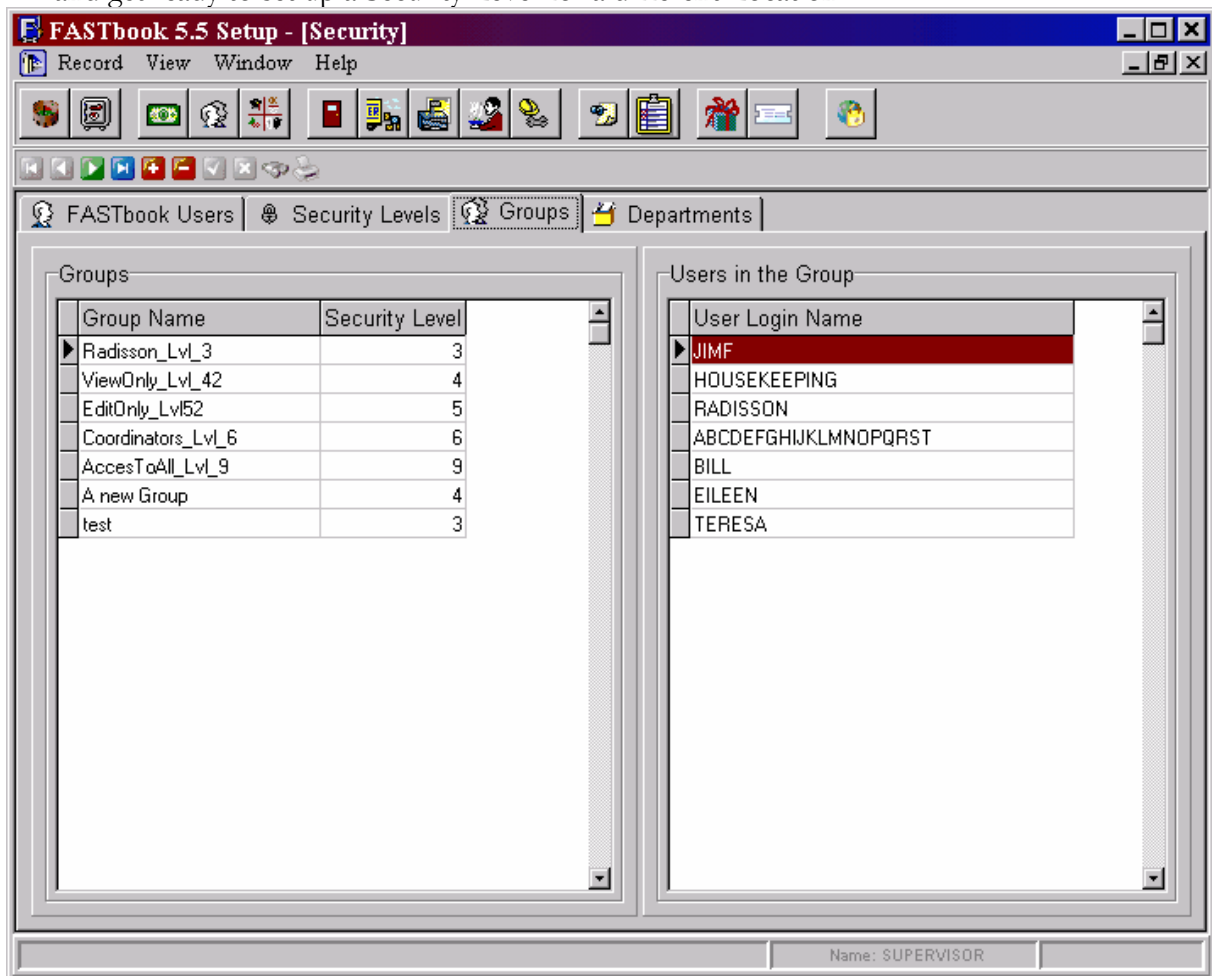 FASTbook 5.5 Setup - [Security]
Record View Window Help
FASTbook Users Security Levels Groups Departments
Groups
Group Name Security Level
Radisson_Lvl_3 3
ViewOnly_Lvl_42 4
EditOnly_Lvl52 5
Coordinators_Lvl_6 6
AccesToAll_Lvl_9 9
A new Group 4
test 3
Users in the Group
User Login Name
JIMF
HOUSEKEEPING
RADISSON
ABCDEFGHIJKLMNOPQRST
BILL
EILEEN
TERESA
Name: SUPERVISOR